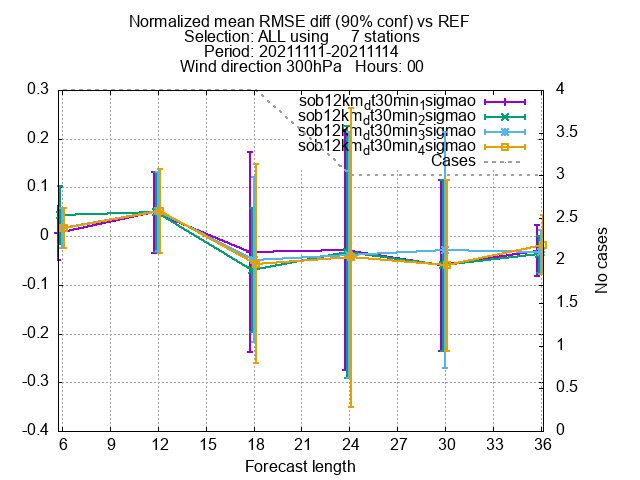 Normalized mean RMSE diff (90% conf) vs REF
Selection: ALL using 7 stations
Period: 20211111-20211114
Wind direction 300hPa Hours: 00
sob12km_dt30min_1sigmao
sob12km_dt30min_2sigmao
sob12km_dt30min_3sigmao
sob12km_dt30min_4sigmao
Cases
0.3
0.2
0.1
0
-0.1
-0.2
-0.3
-0.4
4
3.5
3
2.5
2
1.5
1
0.5
0
No cases
6 9 12 15 18 21 24 27 30 33 36
Forecast length